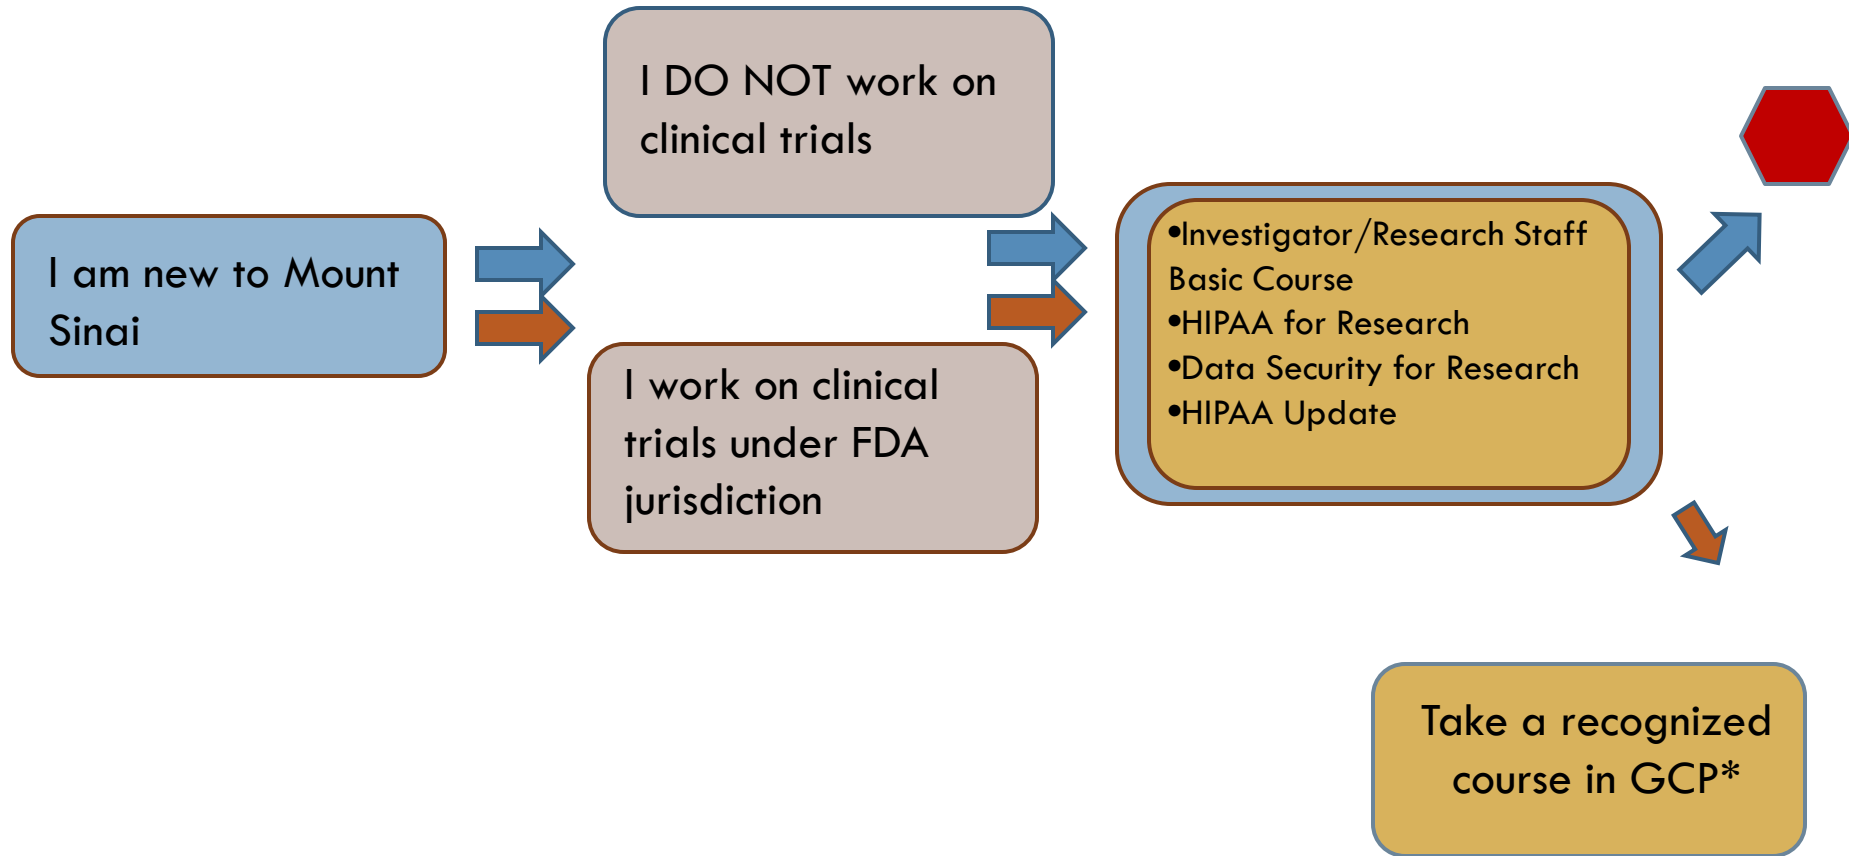 I am new to Mount
Sinai
I DO NOT work on
clinical trials
I work on clinical
trials under FDA
jurisdiction
•Investigator/Research Staff
Basic Course
•HIPAA for Research
•Data Security for Research
•HIPAA Update
Take a recognized
course in GCP*